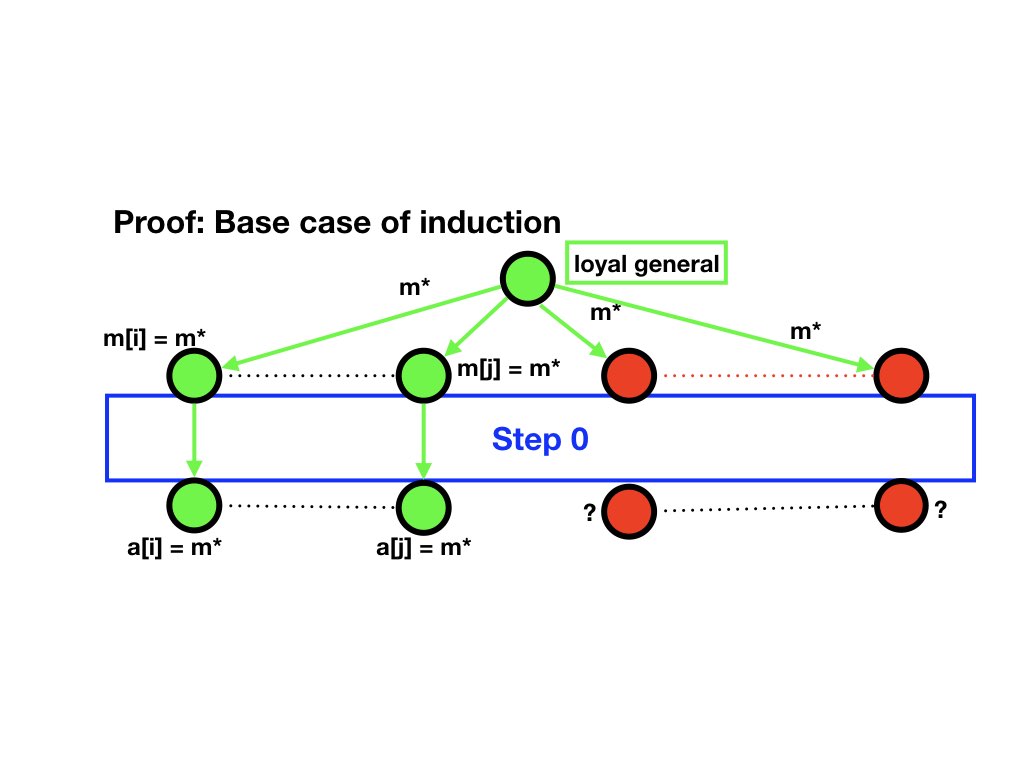 Proof: Base case of induction
loyal general
m*
m*
m*
m[i] = m*
m[j] = m*
Step 0
?
?
a[i] = m*
a[j] = m*